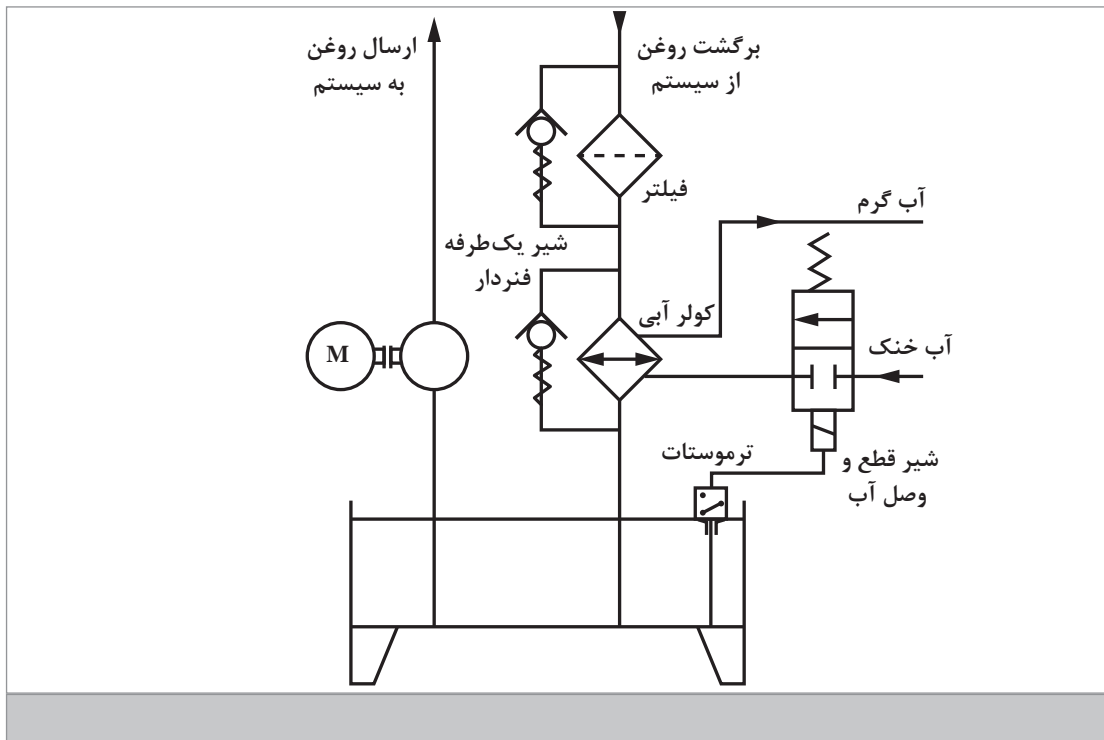 برگشت روغن
از سیستم
ارسال روغن
به سیستم
فیلتر
آب گرم
شیر یک‌طرفه
فنردار
کولر آبی
آب خنک
M
ترموستات
شیر قطع و
وصل آب